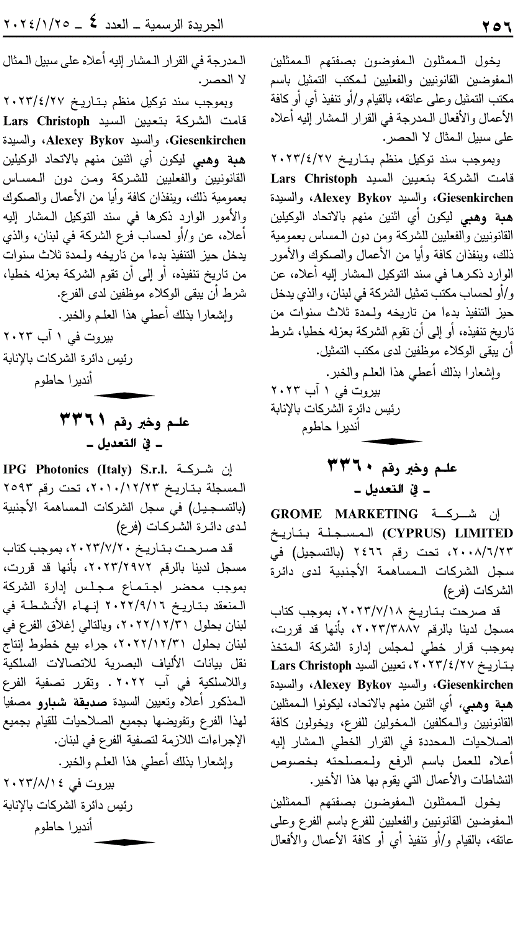 ٢٥٦
الجريدة الرسمية ــ العدد ٤ ــ ٢٠٢٤/١/٢٥
يخول الممثلون المفوضون بصفتهم الممثلين
المفوضين القانونيين والفعليين لمكتب التمثيل باسم
مكتب التمثيل وعلى عاتقه، بالقيام و/أو تنفيذ أي أو كافة
الأعمال والأفعال المدرجة في القرار المشار إليه أعلاه
على سبيل المثال لا الحصر.
وبموجب سند توكيل منظم بتاريخ ٢٠٢٣/٤/٢٧
قامت الشركة بتعيين السيد Lars Christoph
Giesenkirchen، والسيد Alexey Bykov، والسيدة
هبة وهبي ليكون أي اثنين منهم بالاتحاد الوكيلين
القانونيين والفعليين للشركة ومن دون المساس بعمومية
ذلك، وينفذان كافة وأيا من الأعمال والصكوك والأمور
الوارد ذكرها في سند التوكيل المشار إليه أعلاه، عن
و/أو لحساب مكتب تمثيل الشركة في لبنان، والذي يدخل
حيز التنفيذ بدءا من تاريخه ولمدة ثلاث سنوات من
تاريخ تنفيذه، أو إلى أن تقوم الشركة بعزله خطيا، شرط
أن يبقى الوكلاء موظفين لدى مكتب التمثيل.
وإشعارا بذلك أعطي هذا العلم والخبر.
بيروت في ١ آب ٢٠٢٣
رئيس دائرة الشركات بالإنابة
أنديرا حاطوم
علم وخبر رقم ٣٣٦٠
ـ في التعديل ـ
إن شركة GROME MARKETING
(CYPRUS) LIMITED المسجلة بتاريخ
٢٠٠٨/٦/٢٣، تحت رقم ٢٤٦٦ (بالتسجيل) في
سجل الشركات المساهمة الأجنبية لدى دائرة
الشركات (فرع)
قد صرحت بتاريخ ٢٠٢٣/٧/١٨، بموجب كتاب
مسجل لدينا بالرقم ٢٠٢٣/٣٨٨٧، بأنها قد قررت،
بموجب قرار خطي لمجلس إدارة الشركة المتخذ
بتاريخ ٢٠٢٣/٤/٢٧، تعيين السيد Lars Christoph
Giesenkirchen، والسيد Alexey Bykov، والسيدة
هبة وهبي، أي اثنين منهم بالاتحاد، ليكونوا الممثلين
القانونيين والمكلفين المخولين للفرع، ويخولون كافة
الصلاحيات المحددة في القرار الخطي المشار إليه
أعلاه للعمل باسم الرفع ولمصلحته بخصوص
النشاطات والأعمال التي يقوم بها هذا الأخير.
يخول الممثلون المفوضون بصفتهم الممثلين
المفوضين القانونيين والفعليين للفرع باسم الفرع وعلى
عاتقه، بالقيام و/أو تنفيذ أي أو كافة الأعمال والأفعال
المدرجة في القرار المشار إليه أعلاه على سبيل المثال
لا الحصر.
وبموجب سند توكيل منظم بتاريخ ٢٠٢٣/٤/٢٧
قامت الشركة بتعيين السيد Lars Christoph
Giesenkirchen، والسيد Alexey Bykov، والسيدة
هبة وهبي ليكون أي اثنين منهم بالاتحاد الوكيلين
القانونيين والفعليين للشركة ومن دون المساس
بعمومية ذلك، وينفذان كافة وأيا من الأعمال والصكوك
والأمور الوارد ذكرها في سند التوكيل المشار إليه
أعلاه، عن و/أو لحساب فرع الشركة في لبنان، والذي
يدخل حيز التنفيذ بدءا من تاريخه ولمدة ثلاث سنوات
من تاريخ تنفيذه، أو إلى أن تقوم الشركة بعزله خطيا،
شرط أن يبقى الوكلاء موظفين لدى الفرع.
وإشعارا بذلك أعطي هذا العلم والخبر.
بيروت في ١ آب ٢٠٢٣
رئيس دائرة الشركات بالإنابة
أنديرا حاطوم
علم وخبر رقم ٣٣٦١
ـ في التعديل ـ
إن شركة IPG Photonics (Italy) S.r.l.
المسجلة بتاريخ ٢٠١٠/١٢/٢٣، تحت رقم ٢٥٩٣
(بالتسجيل) في سجل الشركات المساهمة الأجنبية
لدى دائرة الشركات (فرع)
قد صرحت بتاريخ ٢٠٢٣/٧/٢٠، بموجب كتاب
مسجل لدينا بالرقم ٢٠٢٣/٢٩٧٢، بأنها قد قررت،
بموجب محضر اجتماع مجلس إدارة الشركة
المنعقد بتاريخ ٢٠٢٢/٩/١٦ إنهاء الأنشطة في
لبنان بحلول ٢٠٢٢/١٢/٣١، وبالتالي إغلاق الفرع في
لبنان بحلول ٢٠٢٢/١٢/٣١، جراء بيع خطوط إنتاج
نقل بيانات الألياف البصرية للاتصالات السلكية
واللاسلكية في آب ٢٠٢٢. وتقرر تصفية الفرع
المذكور أعلاه وتعيين السيدة صديقة شبارو مصفيا
لهذا الفرع وتفويضها بجميع الصلاحيات للقيام بجميع
الإجراءات اللازمة لتصفية الفرع في لبنان.
وإشعارا بذلك أعطي هذا العلم والخبر.
بيروت في ٢٠٢٣/٨/١٤
رئيس دائرة الشركات بالإنابة
أنديرا حاطوم